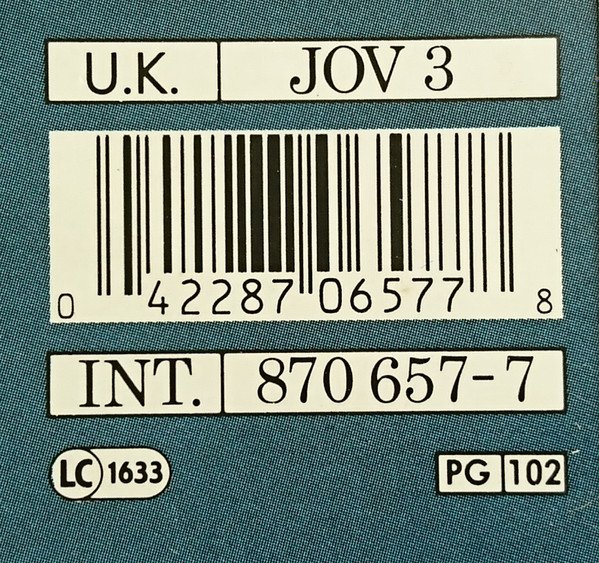 U.K. JOV 3
0 42287 06577 8
INT. 870 657-7
LC 1633 PG 102